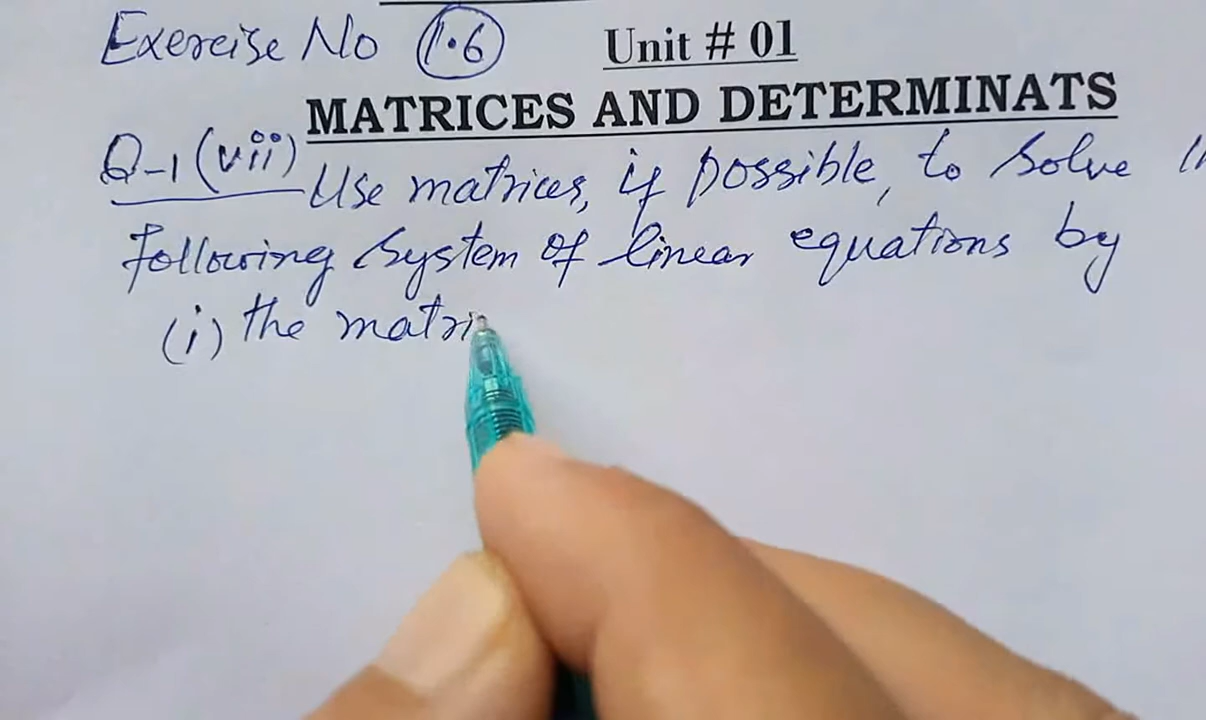 Exercise No 1.6 Unit # 01
MATRICES AND DETERMINATS
Q-1 (vii) Use matrices, if possible, to solve
following system of linear equations by
(i) the matri